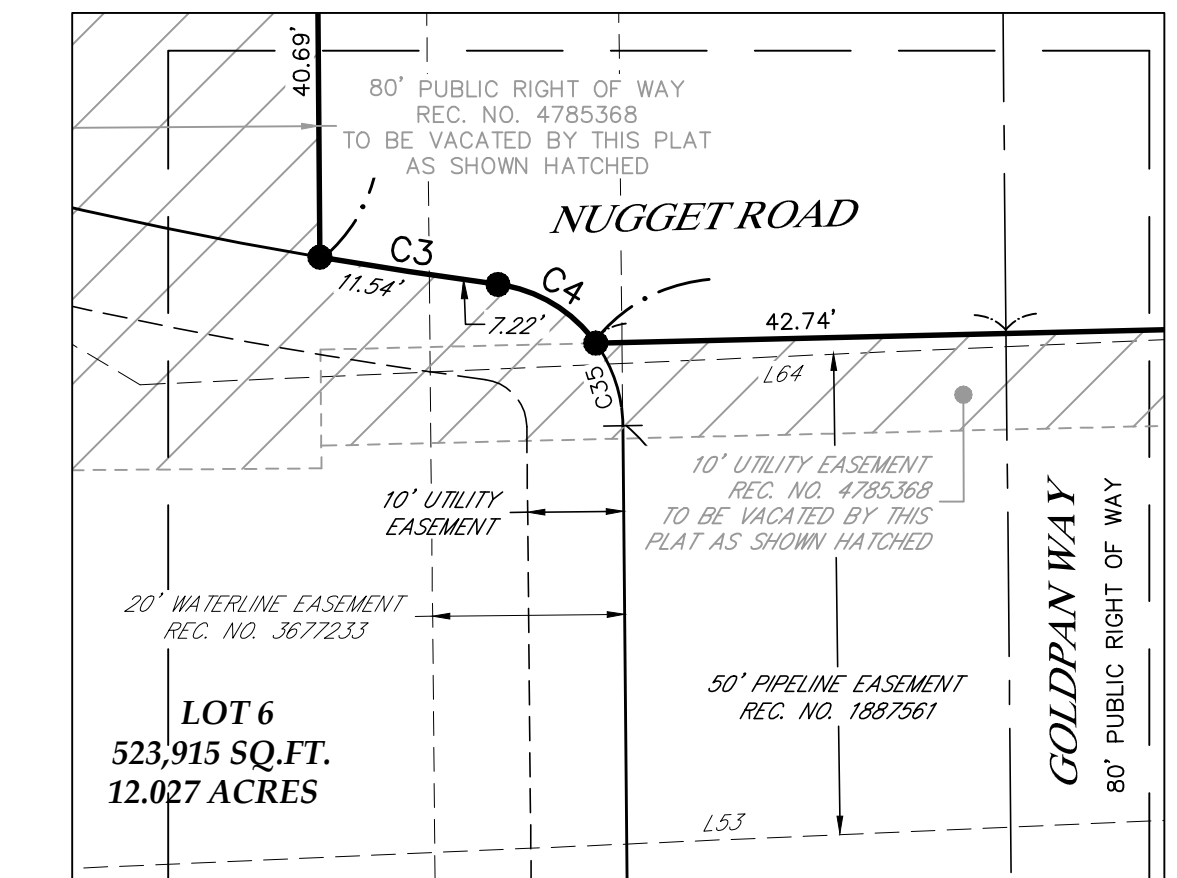 40.69'
80' PUBLIC RIGHT OF WAY
REC. NO. 4785368
TO BE VACATED BY THIS PLAT
AS SHOWN HATCHED
NUGGET ROAD
C3
11.54'
C4
7.22'
42.74'
L64
C35
10' UTILITY
EASEMENT
10' UTILITY EASEMENT
REC. NO. 4785368
TO BE VACATED BY THIS
PLAT AS SHOWN HATCHED
20' WATERLINE EASEMENT
REC. NO. 3677233
50' PIPELINE EASEMENT
REC. NO. 1887561
GOLDPAN WAY
80' PUBLIC RIGHT OF WAY
LOT 6
523,915 SQ.FT.
12.027 ACRES
L53